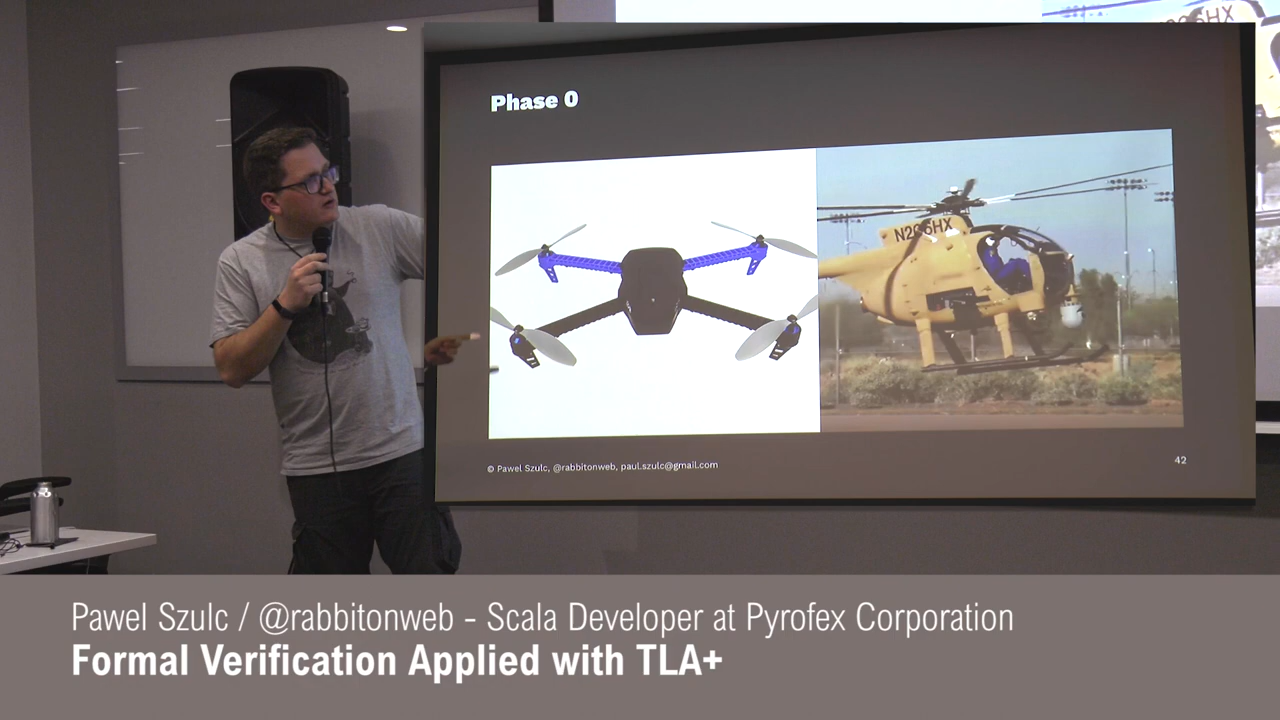 Phase 0
N206HX
© Pawel Szulc, @rabbitonweb, paul.szulc@gmail.com
42
Pawel Szulc / @rabbitonweb - Scala Developer at Pyrofex Corporation
Formal Verification Applied with TLA+